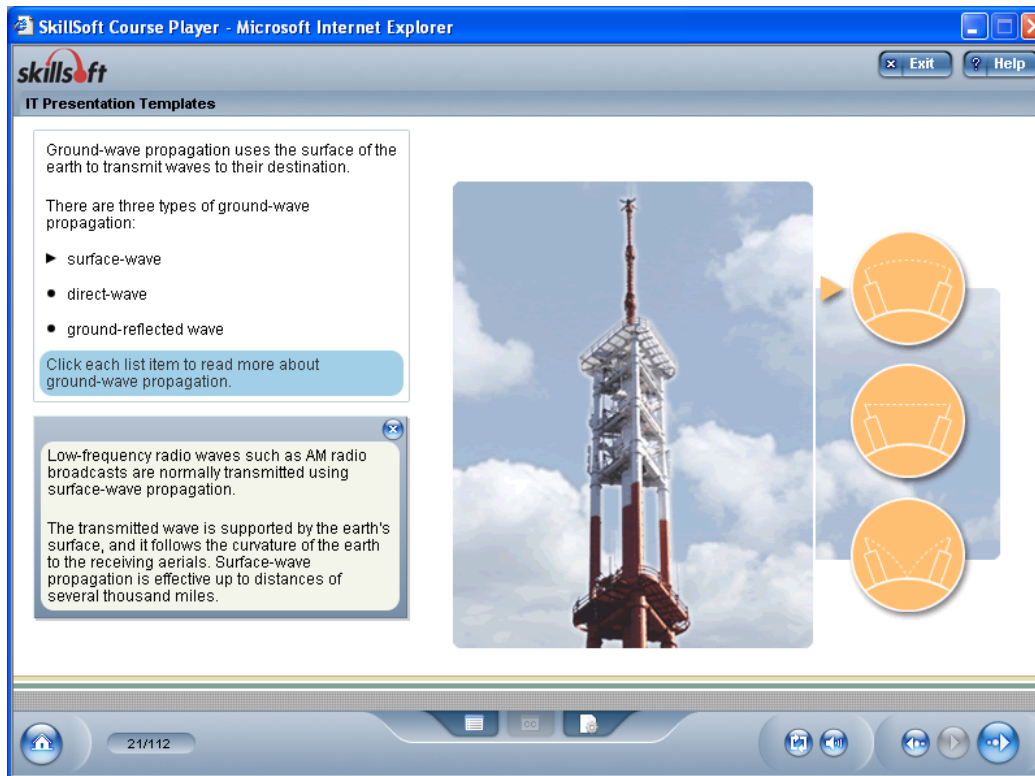 SkillSoft Course Player - Microsoft Internet Explorer
skillsoft
Exit
Help
IT Presentation Templates
Ground-wave propagation uses the surface of the
earth to transmit waves to their destination.
There are three types of ground-wave
propagation:
surface-wave
direct-wave
ground-reflected wave
Click each list item to read more about
ground-wave propagation.
Low-frequency radio waves such as AM radio
broadcasts are normally transmitted using
surface-wave propagation.
The transmitted wave is supported by the earth's
surface, and it follows the curvature of the earth
to the receiving aerials. Surface-wave
propagation is effective up to distances of
several thousand miles.
CC
21/112